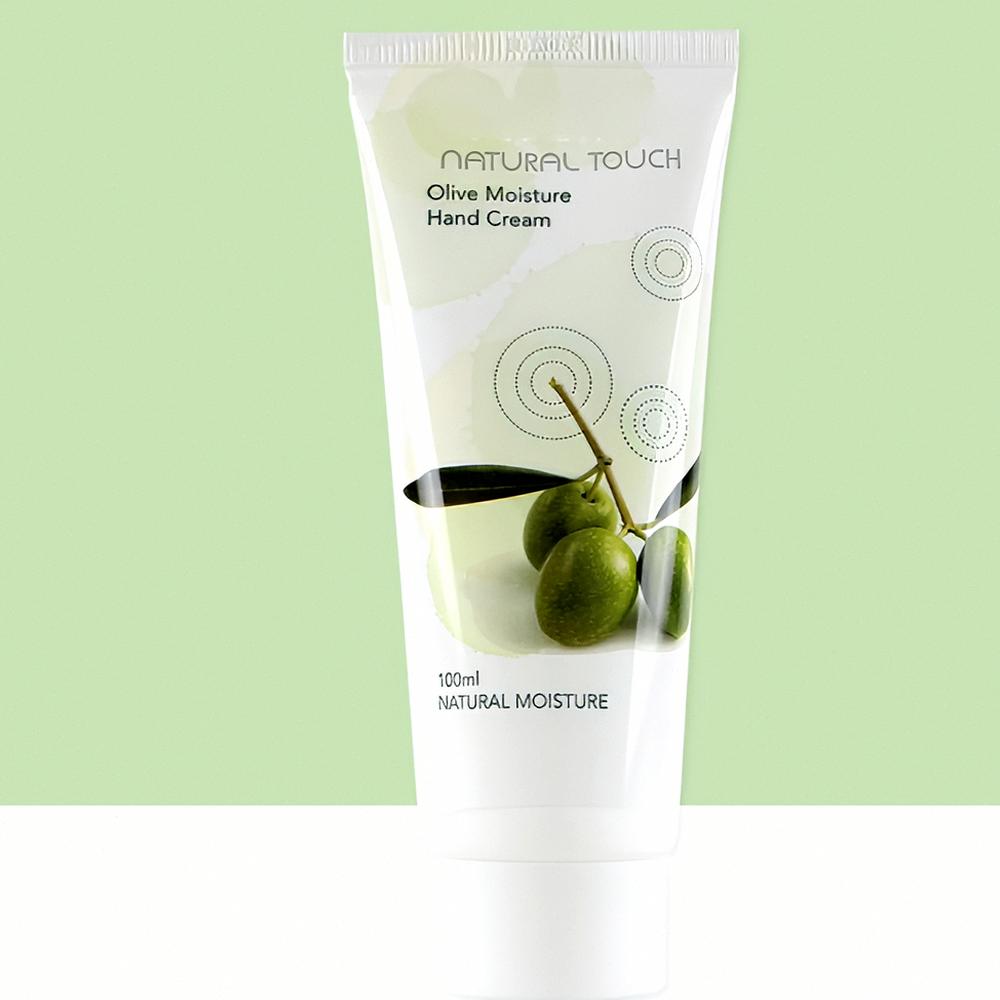 NATURAL TOUCH
Olive Moisture
Hand Cream
100ml
NATURAL MOISTURE